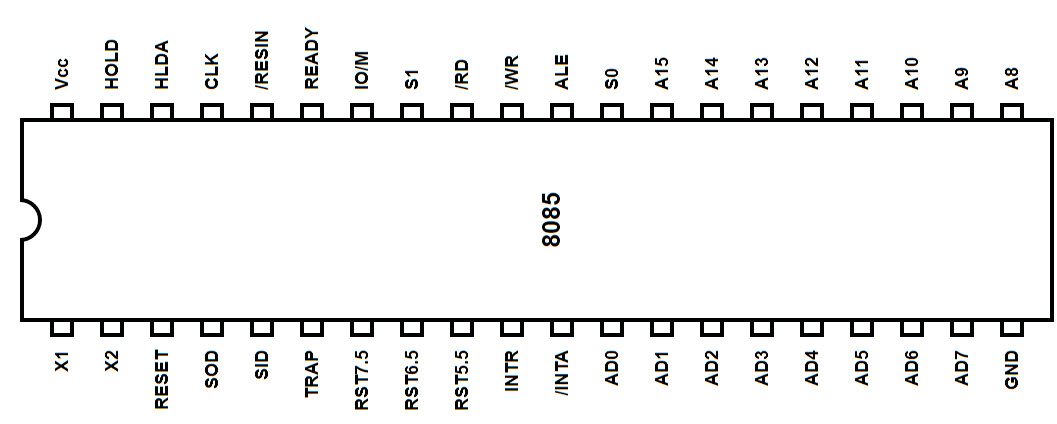 Vcc
HOLD
HLDA
CLK
/RESIN
READY
IO/M
S1
/RD
/WR
ALE
S0
A15
A14
A13
A12
A11
A10
A9
A8
8085
X1
X2
RESET
SOD
SID
TRAP
RST7.5
RST6.5
RST5.5
INTR
/INTA
AD0
AD1
AD2
AD3
AD4
AD5
AD6
AD7
GND